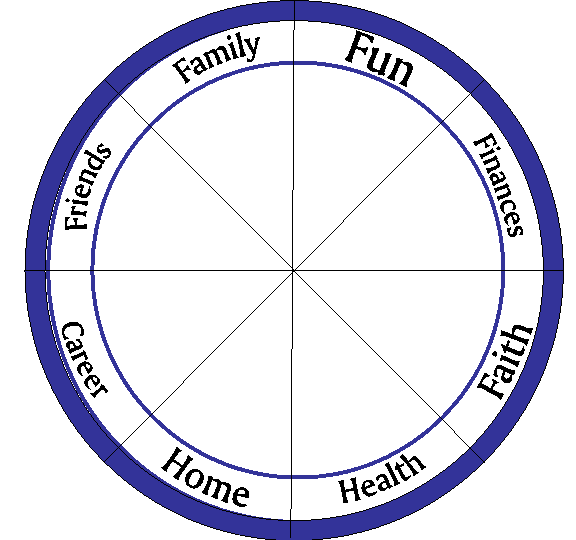 Fun
Finances
Faith
Health
Home
Career
Friends
Family